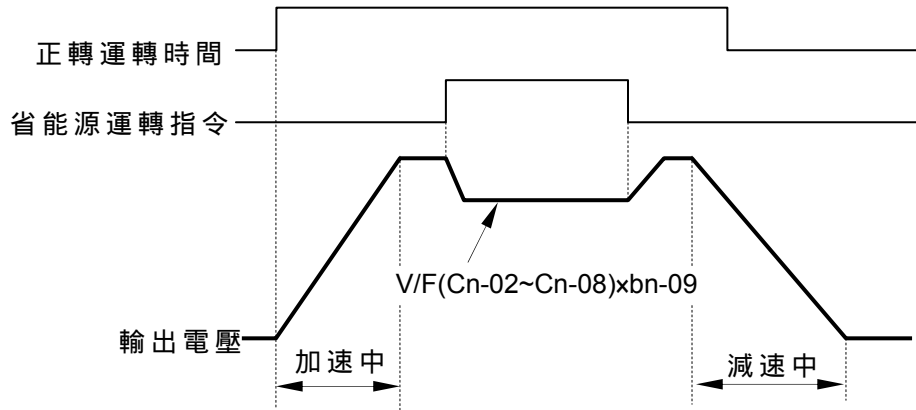 正轉運轉時間
省能源運轉指令
V/F(Cn-02~Cn-08)×bn-09
輸出電壓
加速中
減速中